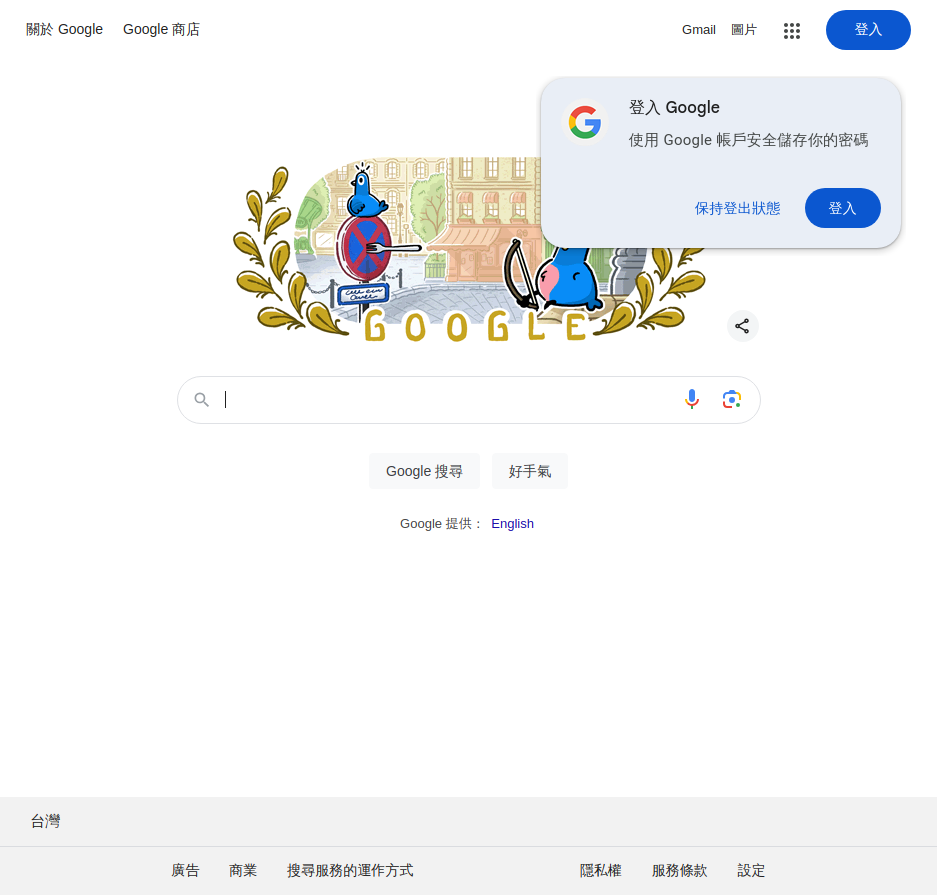 關於 Google
Google 商店
Gmail
圖片
登入
登入 Google
使用 Google 帳戶安全儲存你的密碼
保持登出狀態
登入
GOOGLE
Google 搜尋
好手氣
Google 提供： English
台灣
廣告
商業
搜尋服務的運作方式
隱私權
服務條款
設定